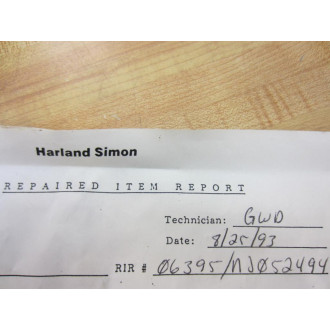 Harland Simon
REPAIRED ITEM REPORT
Technician: GWD
Date: 8/25/93
RIR # 06395/NJ052494